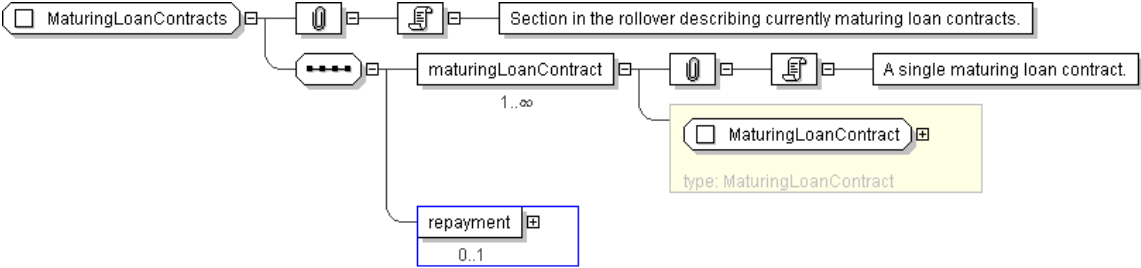 MaturingLoanContracts
Section in the rollover describing currently maturing loan contracts.
maturingLoanContract
A single maturing loan contract.
1..∞
MaturingLoanContract
type: MaturingLoanContract
repayment
0..1